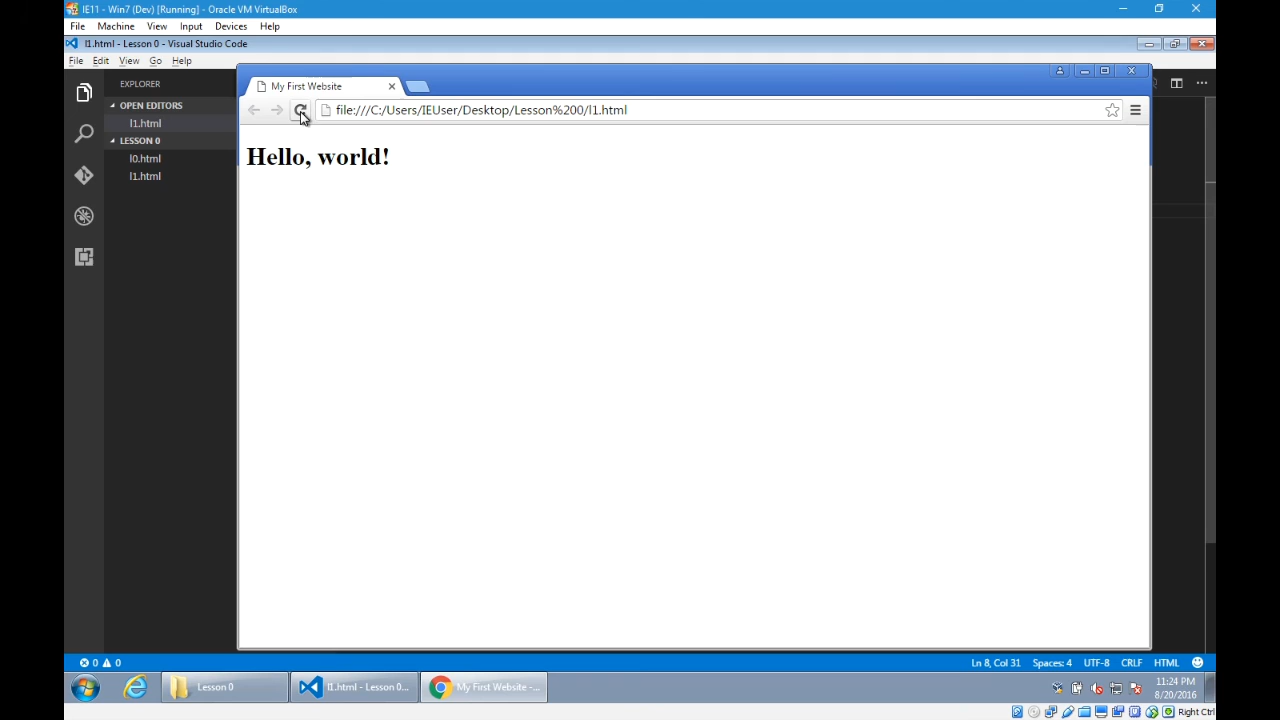 IE11 - Win7 (Dev) [Running] - Oracle VM VirtualBox
File Machine View Input Devices Help
l1.html - Lesson 0 - Visual Studio Code
File Edit View Go Help
EXPLORER
OPEN EDITORS
l1.html
LESSON 0
l0.html
l1.html
My First Website
file:///C:/Users/IEUser/Desktop/Lesson%200/l1.html
Hello, world!
0 0
Ln 8, Col 31 Spaces: 4 UTF-8 CRLF HTML
Lesson 0
l1.html - Lesson 0...
My First Website -...
11:24 PM
8/20/2016
Right Ctrl